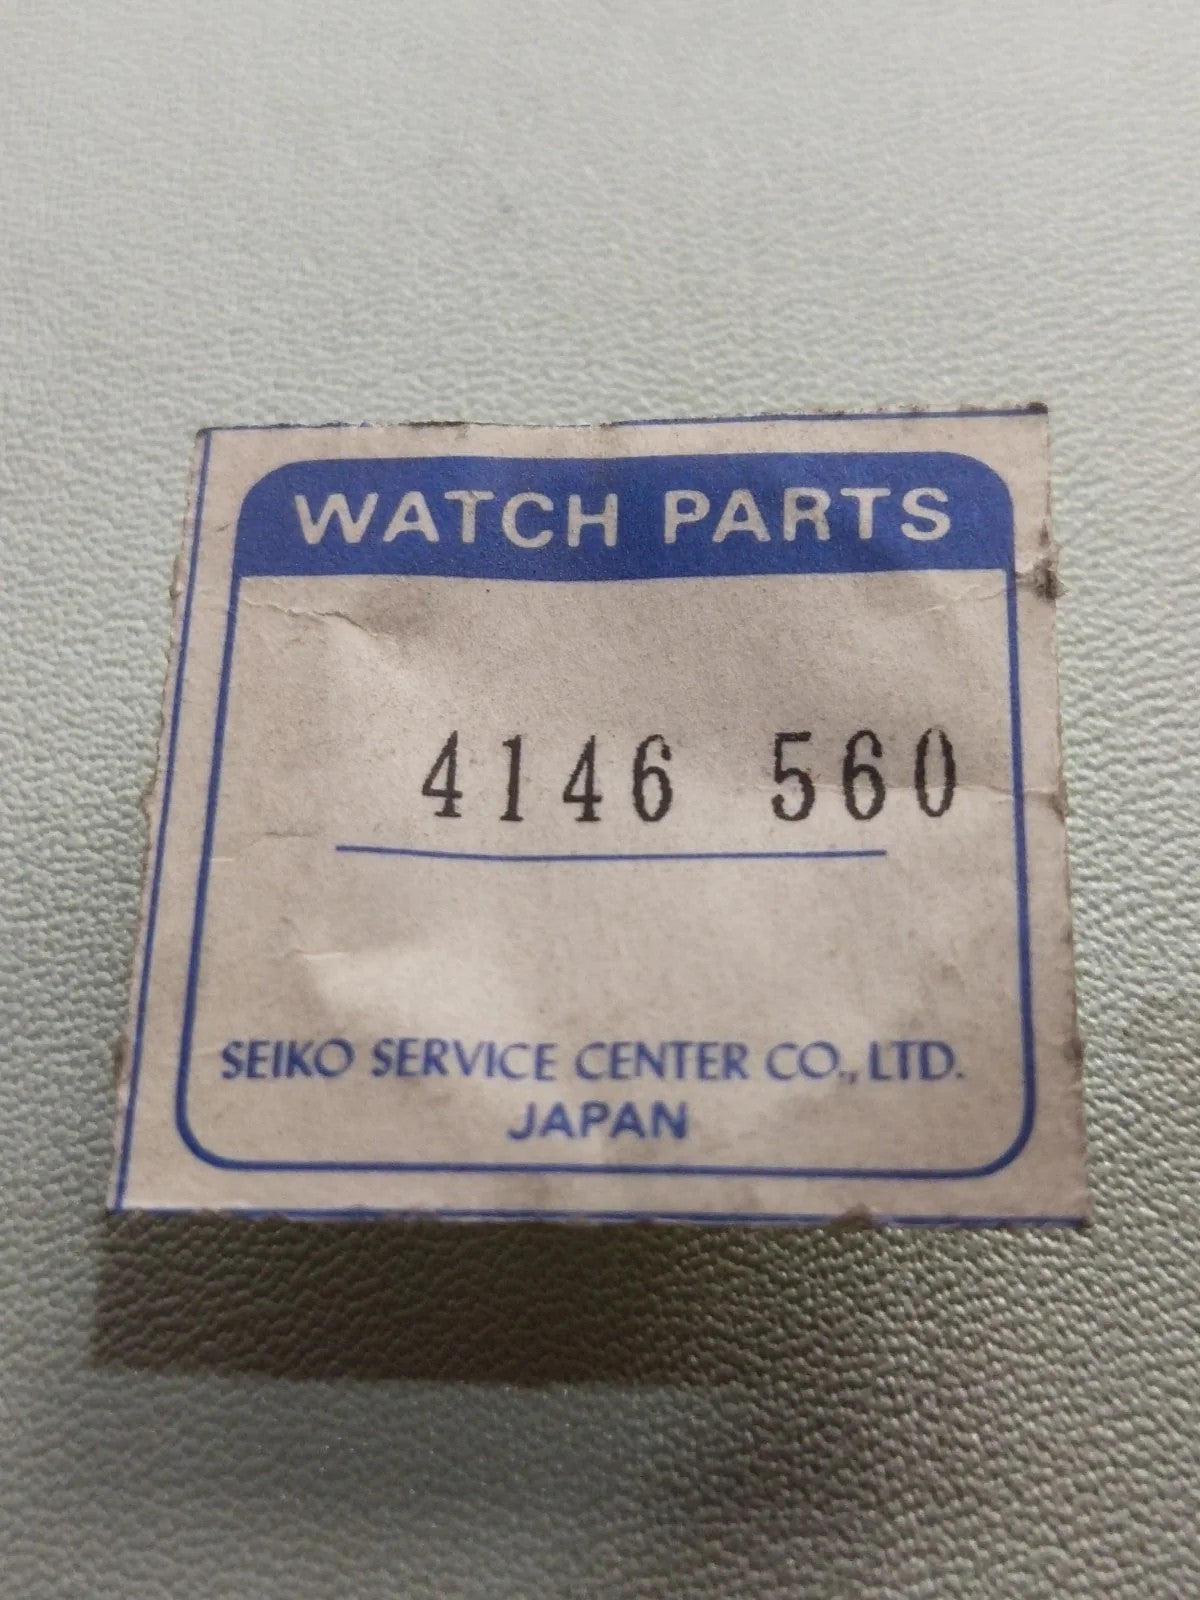 WATCH PARTS
4146 560
SEIKO SERVICE CENTER CO., LTD.
JAPAN